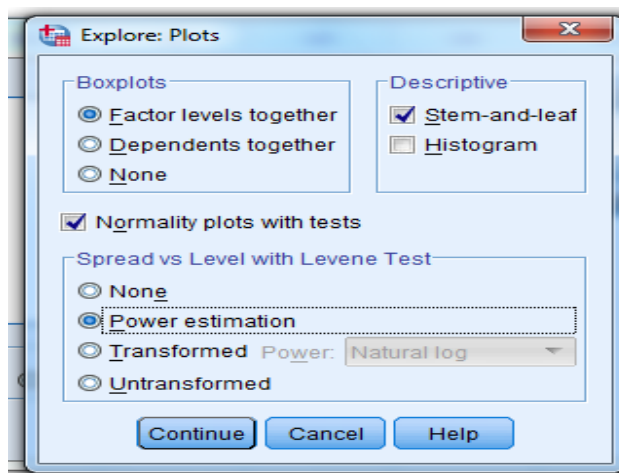 Explore: Plots
Boxplots
Factor levels together
Dependents together
None
Descriptive
Stem-and-leaf
Histogram
Normality plots with tests
Spread vs Level with Levene Test
None
Power estimation
Transformed Power: Natural log
Untransformed
Continue Cancel Help